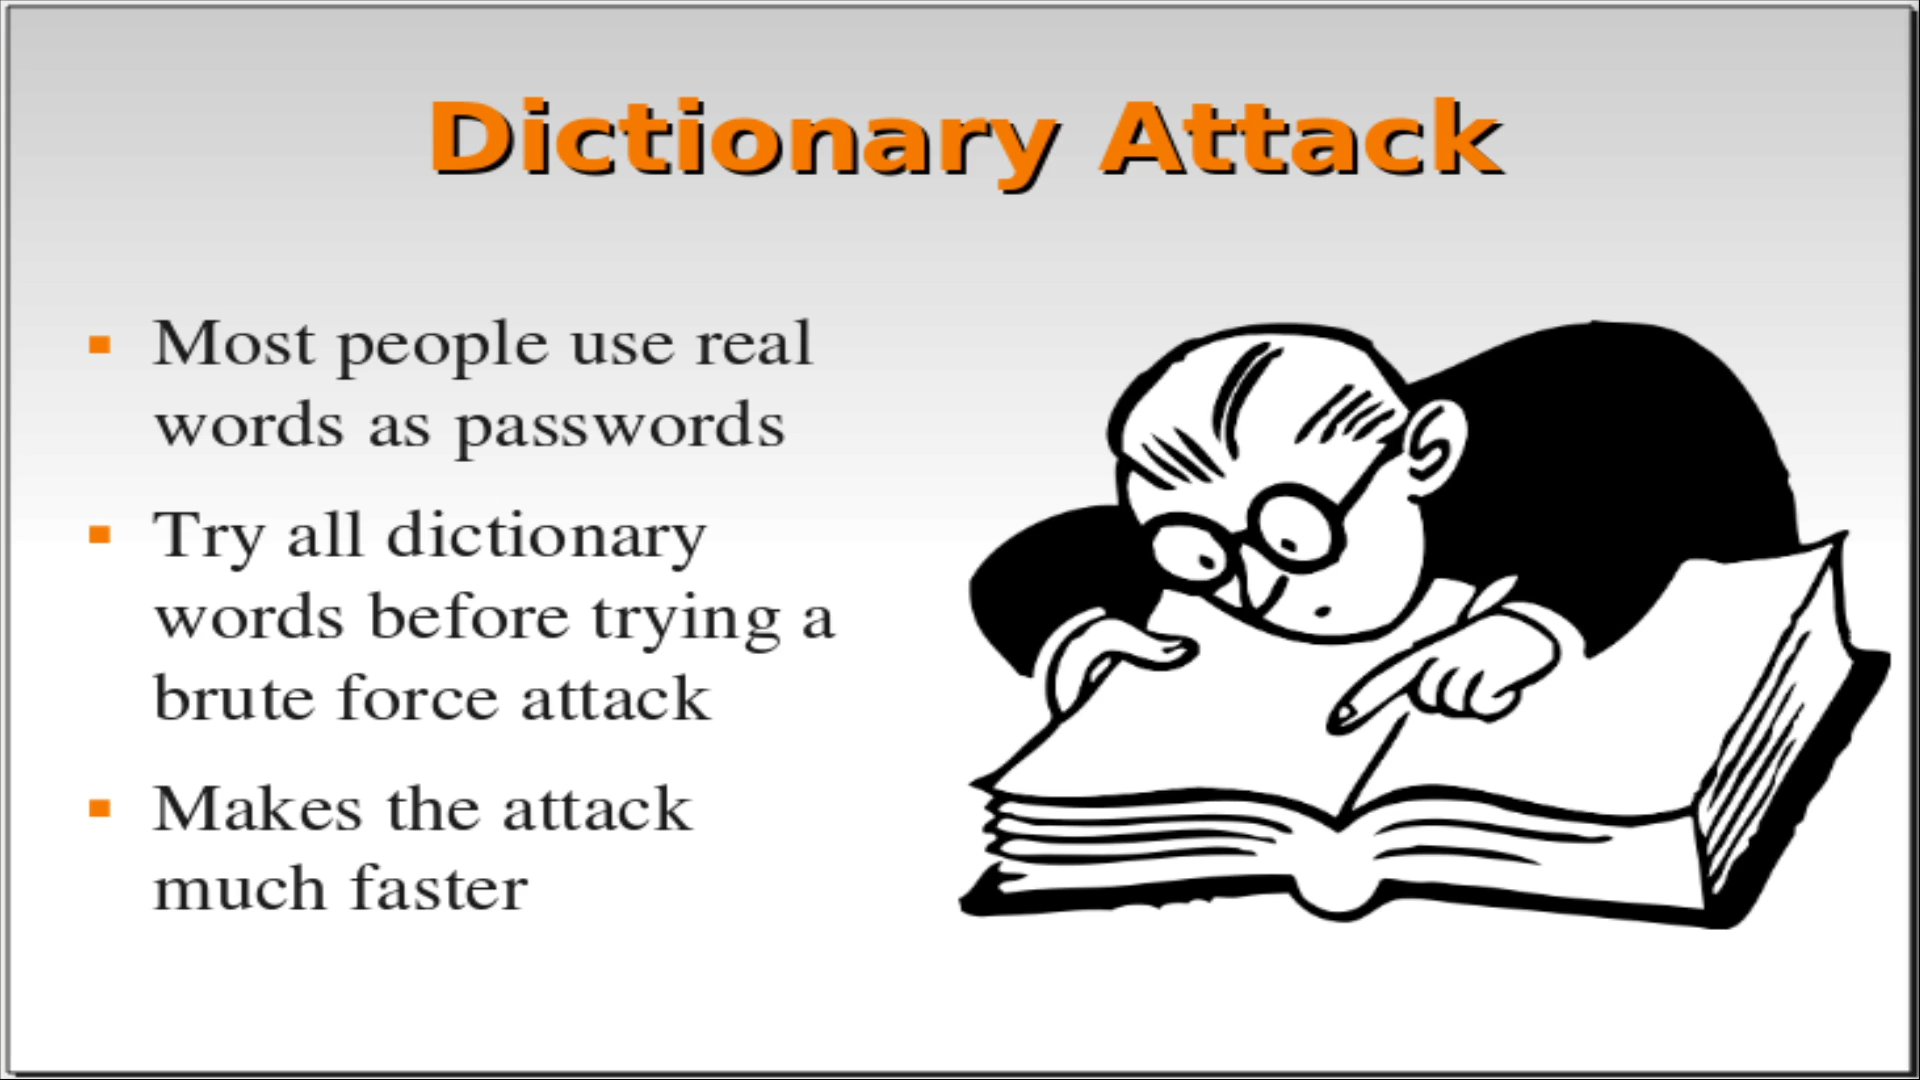 Dictionary Attack
Most people use real
words as passwords
Try all dictionary
words before trying a
brute force attack
Makes the attack
much faster